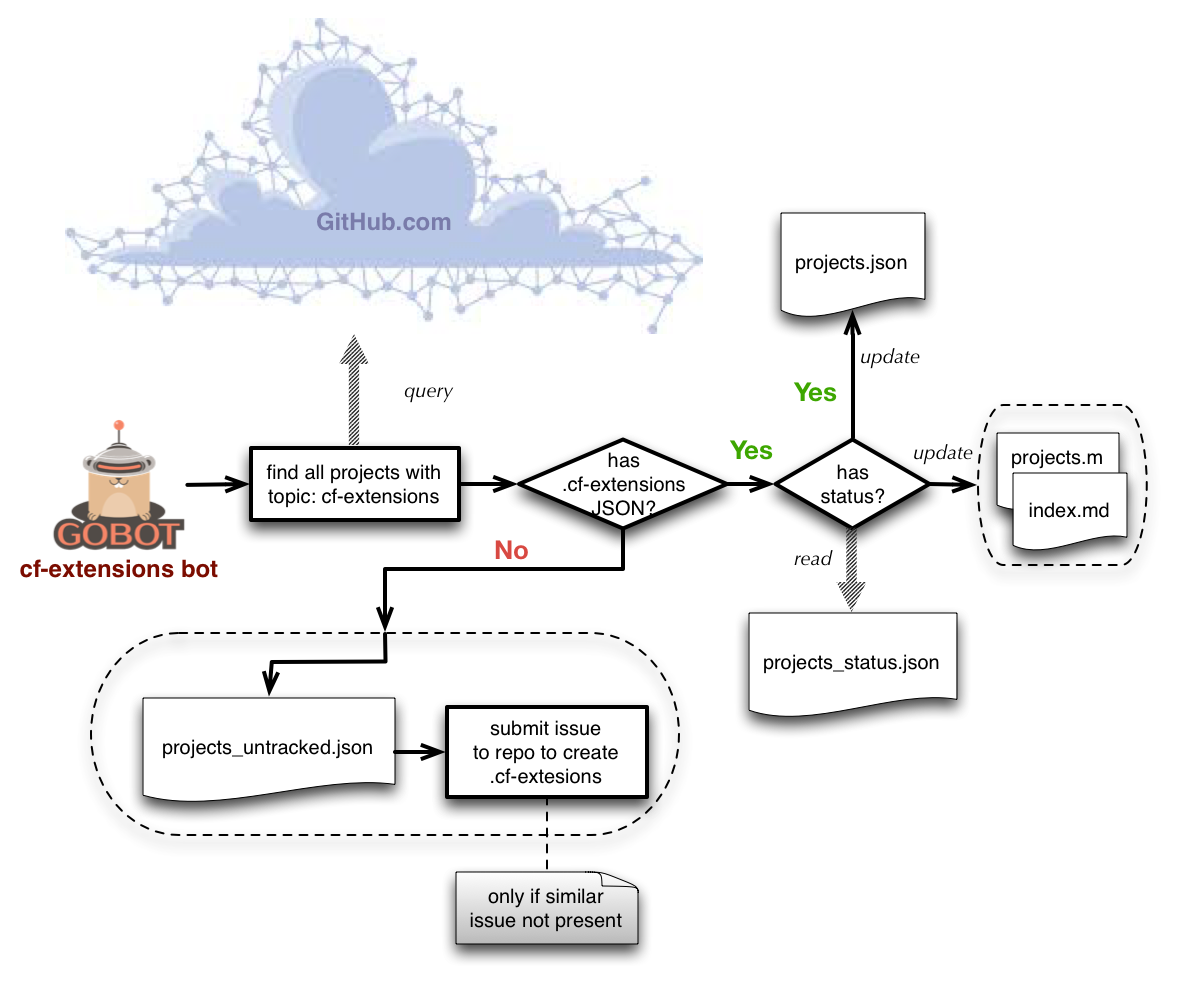 GitHub.com
projects.json
update
query
Yes
Yes
update
find all projects with
topic: cf-extensions
has
.cf-extensions
JSON?
has
status?
projects.m
index.md
GOBOT
cf-extensions bot
No
read
projects_status.json
projects_untracked.json
submit issue
to repo to create
.cf-extesions
only if similar
issue not present